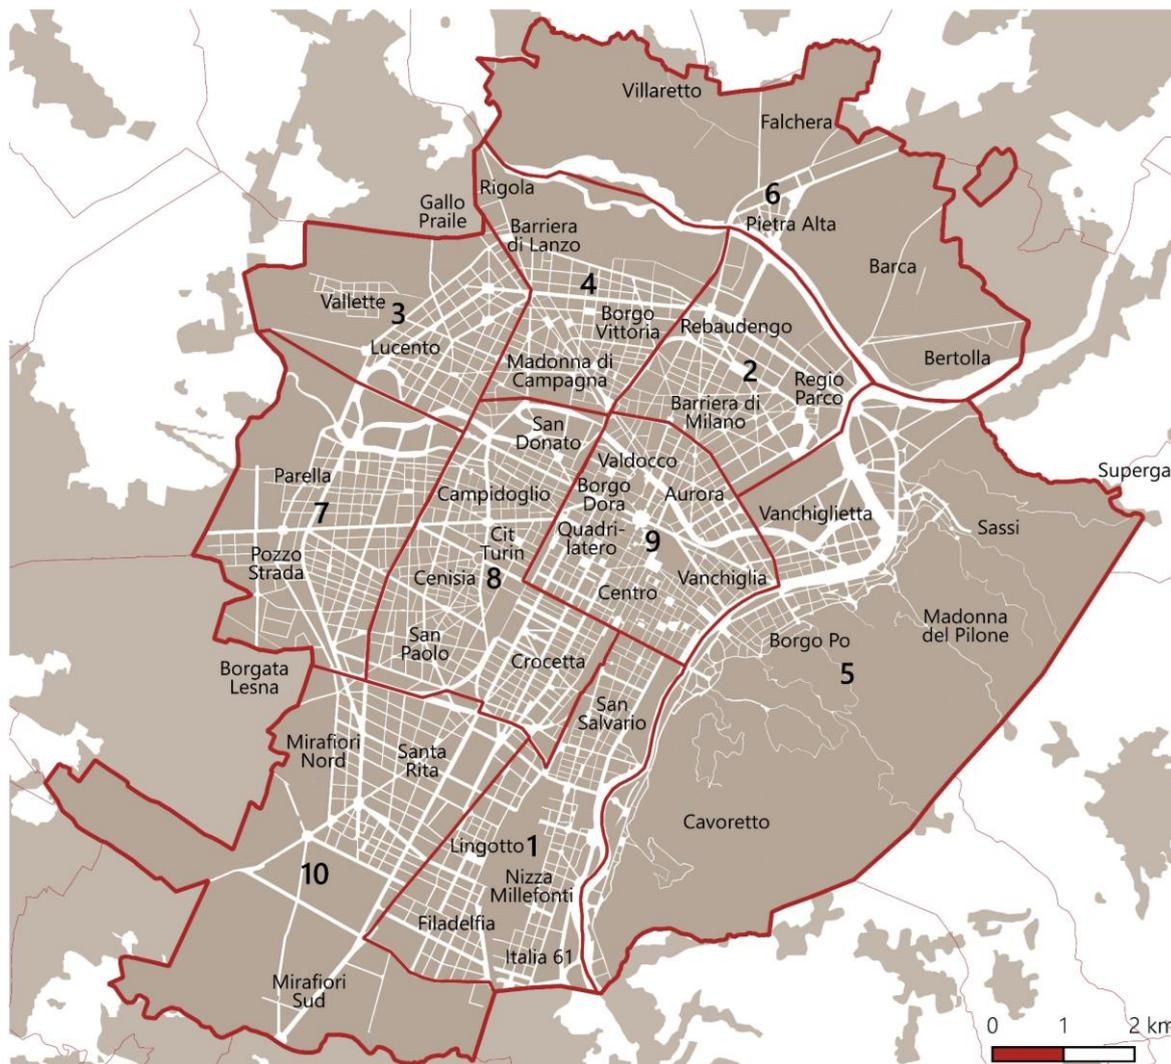 Villaretto
Falchera
6
Rigola
Gallo
Praile
Pietra Alta
Barriera
di Lanzo
Barca
4
Vallette
3
Borgo
Vittoria
Rebaudengo
Lucento
Madonna di
Campagna
2
Bertolla
Regio
Parco
Barriera di
Milano
San
Donato
Valdocco
Superga
Parella
Campidoglio
Borgo
Dora
Aurora
7
Vanchiglietta
Sassi
Cit
Turin
Quadri-
latero
9
Pozzo
Strada
Cenisia
8
Vanchiglia
Centro
Madonna
del Pilone
San
Paolo
Borgo Po
5
Borgata
Lesna
Crocetta
San
Salvario
Mirafiori
Nord
Santa
Rita
Cavoretto
Lingotto
1
10
Nizza
Millefonti
Filadelfia
Italia 61
Mirafiori
Sud
0 1 2 km